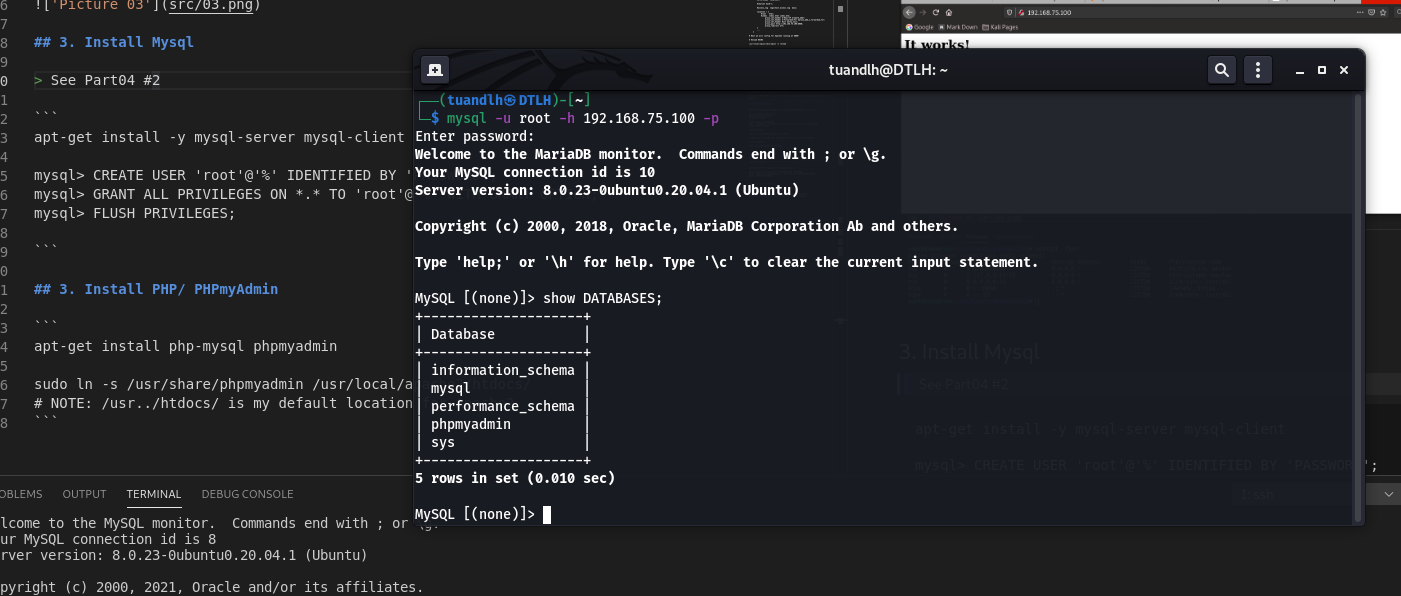 !['Picture 03'](src/03.png)
## 3. Install Mysql
> See Part04 #2
```
apt-get install -y mysql-server mysql-client
mysql> CREATE USER 'root'@'%' IDENTIFIED BY '
mysql> GRANT ALL PRIVILEGES ON *.* TO 'root'@
mysql> FLUSH PRIVILEGES;
```
## 3. Install PHP/ PHPmyAdmin
```
apt-get install php-mysql phpmyadmin
sudo ln -s /usr/share/phpmyadmin /usr/local/a htdocs/
# NOTE: /usr../htdocs/ is my default location
```
OBLEMS OUTPUT TERMINAL DEBUG CONSOLE
lcome to the MySQL monitor.  Commands end with ; or \g.
ur MySQL connection id is 8
rver version: 8.0.23-0ubuntu0.20.04.1 (Ubuntu)
pyright (c) 2000, 2021, Oracle and/or its affiliates.
192.168.75.100
Google Mark Down Kali Pages
It works!
tuandlh@DTLH: ~
(tuandlh㉿DTLH)-[~]
$ mysql -u root -h 192.168.75.100 -p
Enter password:
Welcome to the MariaDB monitor.  Commands end with ; or \g.
Your MySQL connection id is 10
Server version: 8.0.23-0ubuntu0.20.04.1 (Ubuntu)
Copyright (c) 2000, 2018, Oracle, MariaDB Corporation Ab and others.
Type 'help;' or '\h' for help. Type '\c' to clear the current input statement.
MySQL [(none)]> show DATABASES;
+--------------------+
| Database           |
+--------------------+
| information_schema |
| mysql              |
| performance_schema |
| phpmyadmin         |
| sys                |
+--------------------+
5 rows in set (0.010 sec)
MySQL [(none)]>
3. Install Mysql
See Part04 #2
apt-get install -y mysql-server mysql-client
mysql> CREATE USER 'root'@'%' IDENTIFIED BY 'PASSWORD';
1: ssh